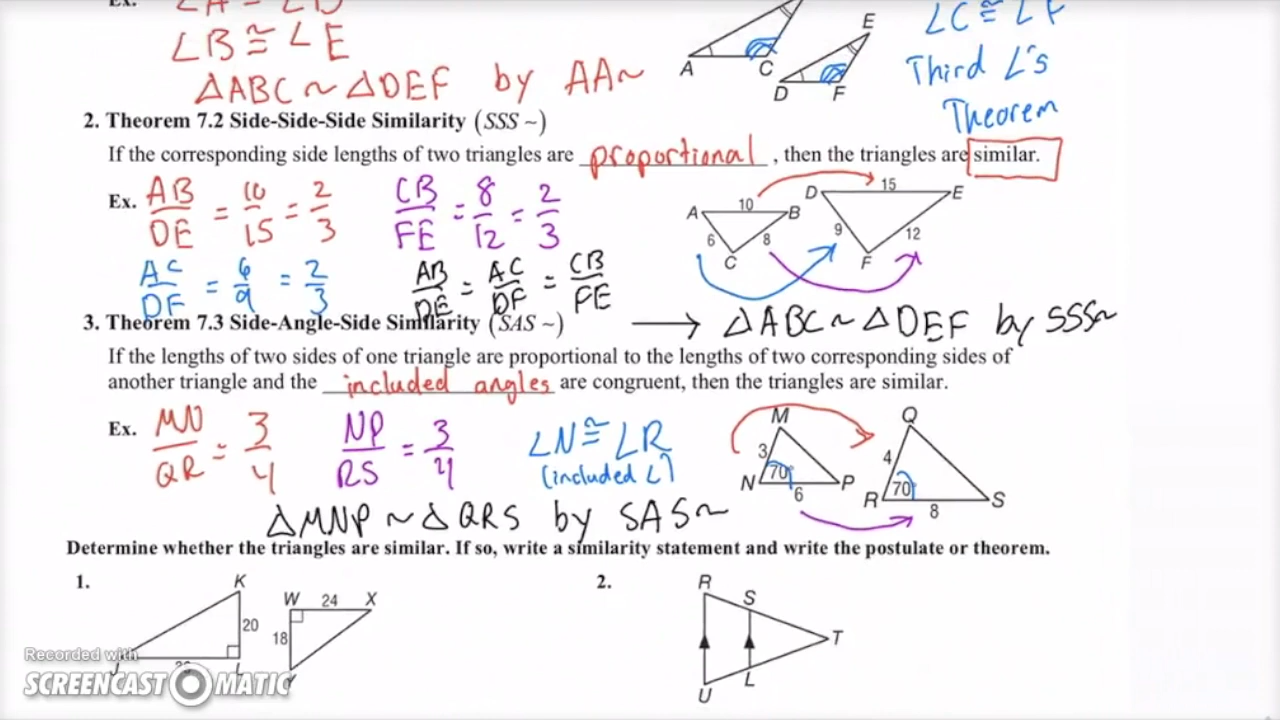 Ex.
∠B ≅ ∠E
△ABC ~ △DEF by AA~
A C E D F
∠C ≅ ∠F
Third ∠'s
Theorem
2. Theorem 7.2 Side-Side-Side Similarity (SSS ~)
If the corresponding side lengths of two triangles are proportional, then the triangles are similar.
Ex. AB/DE = 10/15 = 2/3 CB/FE = 8/12 = 2/3
A 10 B 6 8 C
D 15 E 9 12 F
AC/DF = 6/9 = 2/3 AB/DE = AC/DF = CB/FE
3. Theorem 7.3 Side-Angle-Side Similarity (SAS ~) → △ABC ~ △DEF by SSS~
If the lengths of two sides of one triangle are proportional to the lengths of two corresponding sides of
another triangle and the included angles are congruent, then the triangles are similar.
Ex. MN/QR = 3/4 NP/RS = 3/4 ∠N ≅ ∠R
(included ∠)
M 3 70° N 6 P
Q 4 70° R 8 S
△MNP ~ △QRS by SAS~
Determine whether the triangles are similar. If so, write a similarity statement and write the postulate or theorem.
1. K 20 J L
W 24 X 18 Y
2. R S T U L
Recorded with
SCREENCAST-O-MATIC